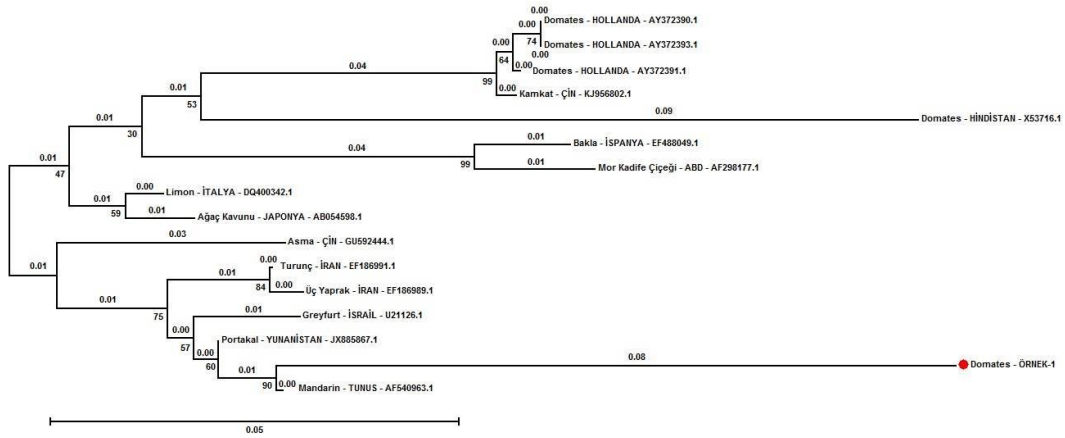 0.00
Domates - HOLLANDA - AY372390.1
0.00
74
Domates - HOLLANDA - AY372393.1
0.00
0.00
64
0.00
Domates - HOLLANDA - AY372391.1
0.04
99
0.00
Kamkat - ÇİN - KJ956802.1
0.01
53
0.09
Domates - HİNDİSTAN - X53716.1
0.01
30
0.01
Bakla - İSPANYA - EF488049.1
0.04
99
0.01
Mor Kadife Çiçeği - ABD - AF298177.1
0.01
47
0.00
Limon - İTALYA - DQ400342.1
0.01
59
0.01
Ağaç Kavunu - JAPONYA - AB054598.1
0.03
Asma - ÇİN - GU592444.1
0.01
0.00
Turunç - İRAN - EF186991.1
0.01
84
0.00
Üç Yaprak - İRAN - EF186989.1
0.01
75
0.01
Greyfurt - İSRAİL - U21126.1
0.00
57
Portakal - YUNANİSTAN - JX885867.1
0.00
60
0.08
Domates - ÖRNEK-1
0.01
90
0.00
Mandarin - TUNUS - AF540963.1
0.05